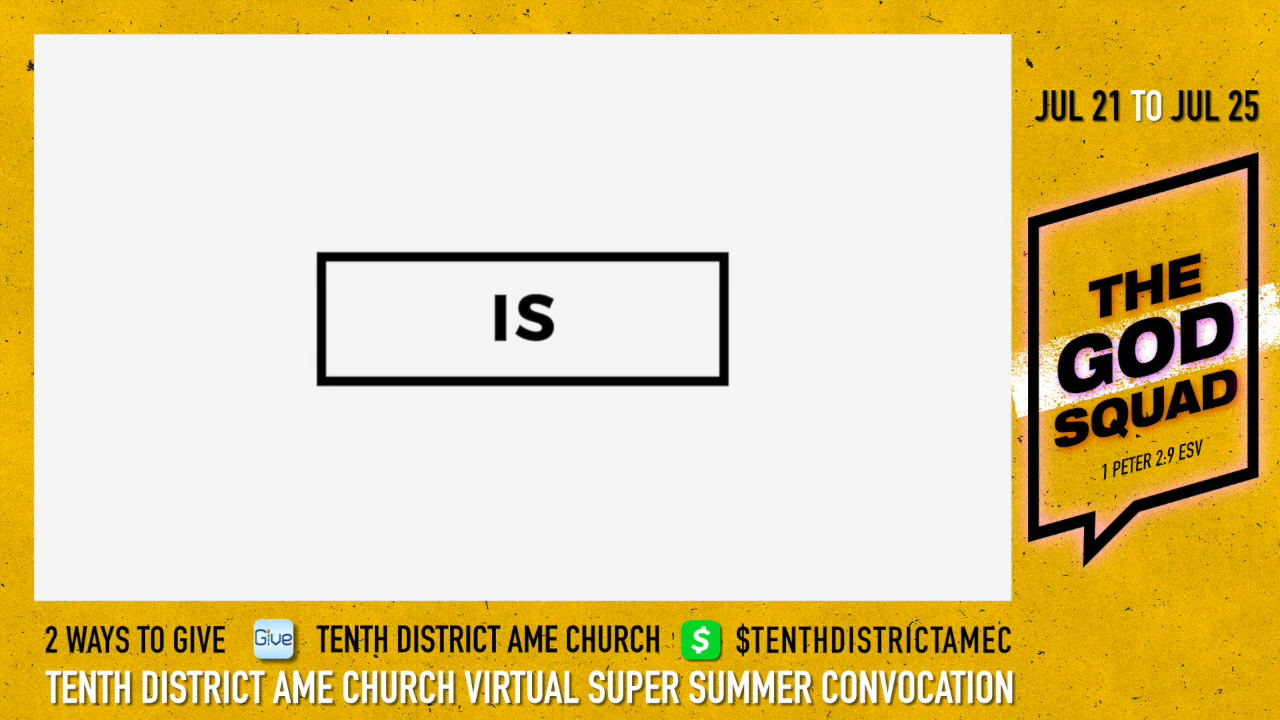 IS
JUL 21 TO JUL 25
THE
GOD
SQUAD
1 PETER 2:9 ESV
2 WAYS TO GIVE Give TENTH DISTRICT AME CHURCH $ $TENTHDISTRICTAMEC
TENTH DISTRICT AME CHURCH VIRTUAL SUPER SUMMER CONVOCATION